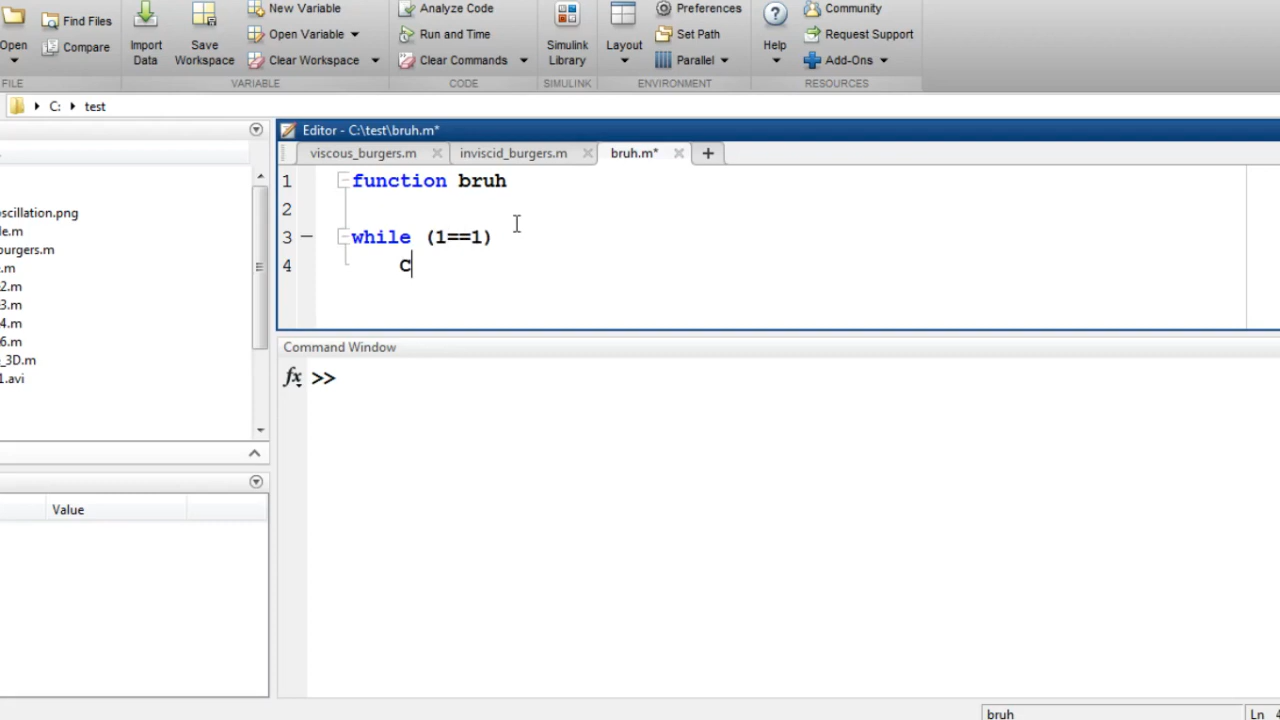 Find Files
New Variable
Analyze Code
Preferences
Community
Open
Compare
Import
Data
Save
Workspace
Open Variable
Run and Time
Simulink
Library
Layout
Set Path
Help
Request Support
Clear Workspace
Clear Commands
Parallel
Add-Ons
FILE
VARIABLE
CODE
SIMULINK
ENVIRONMENT
RESOURCES
C: test
Editor - C:\test\bruh.m*
viscous_burgers.m
inviscid_burgers.m
bruh.m*
+
1 function bruh
2
3 while (1==1)
4 C
scillation.png
le.m
urgers.m
.m
2.m
3.m
4.m
6.m
_3D.m
1.avi
Command Window
fx >>
Value
bruh
Ln